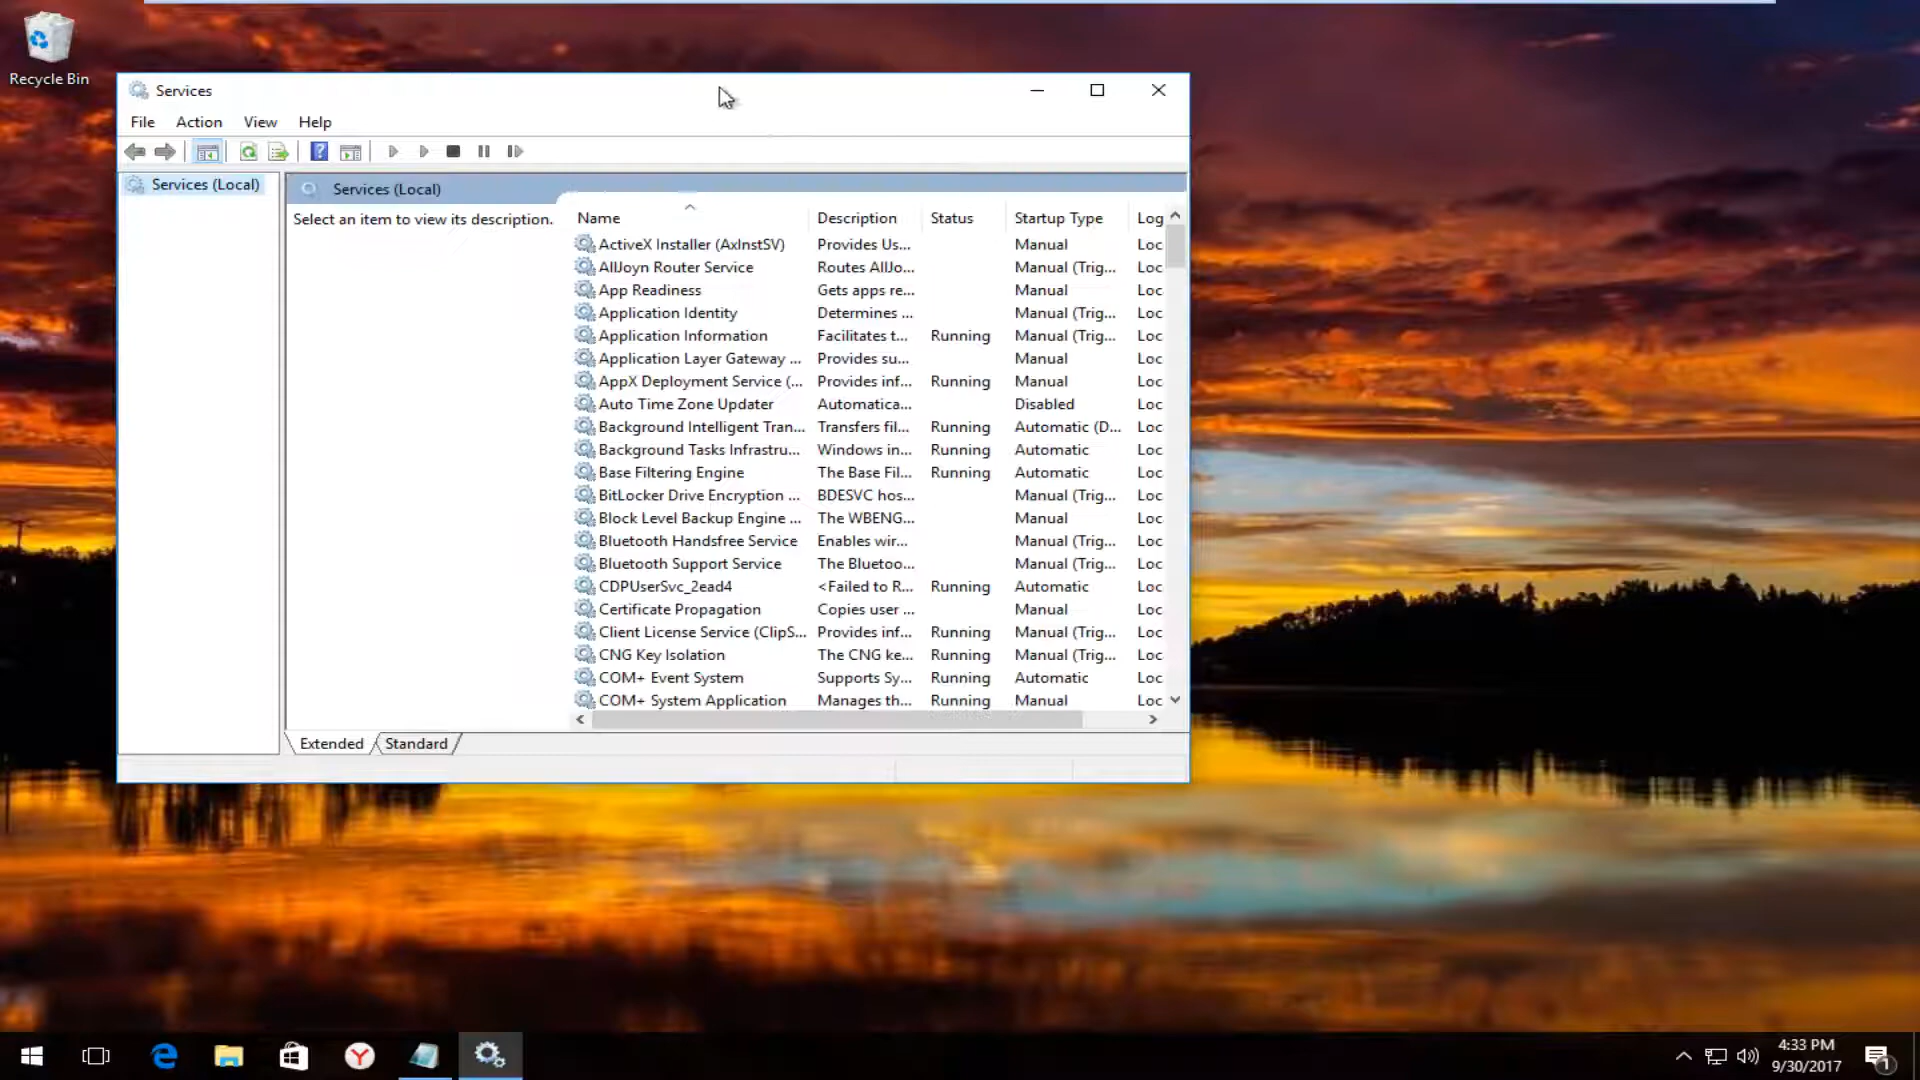 Recycle Bin
Services
File Action View Help
Services (Local)
Services (Local)
Select an item to view its description.
Name Description Status Startup Type Log
ActiveX Installer (AxInstSV) Provides Us... Manual Loc
AllJoyn Router Service Routes AllJo... Manual (Trig... Loc
App Readiness Gets apps re... Manual Loc
Application Identity Determines ... Manual (Trig... Loc
Application Information Facilitates t... Running Manual (Trig... Loc
Application Layer Gateway ... Provides su... Manual Loc
AppX Deployment Service (... Provides inf... Running Manual Loc
Auto Time Zone Updater Automatica... Disabled Loc
Background Intelligent Tran... Transfers fil... Running Automatic (D... Loc
Background Tasks Infrastru... Windows in... Running Automatic Loc
Base Filtering Engine The Base Fil... Running Automatic Loc
BitLocker Drive Encryption ... BDESVC hos... Manual (Trig... Loc
Block Level Backup Engine ... The WBENG... Manual Loc
Bluetooth Handsfree Service Enables wir... Manual (Trig... Loc
Bluetooth Support Service The Bluetoo... Manual (Trig... Loc
CDPUserSvc_2ead4 <Failed to R... Running Automatic Loc
Certificate Propagation Copies user ... Manual Loc
Client License Service (ClipS... Provides inf... Running Manual (Trig... Loc
CNG Key Isolation The CNG ke... Running Manual (Trig... Loc
COM+ Event System Supports Sy... Running Automatic Loc
COM+ System Application Manages th... Running Manual Loc
Extended Standard
4:33 PM
9/30/2017
1